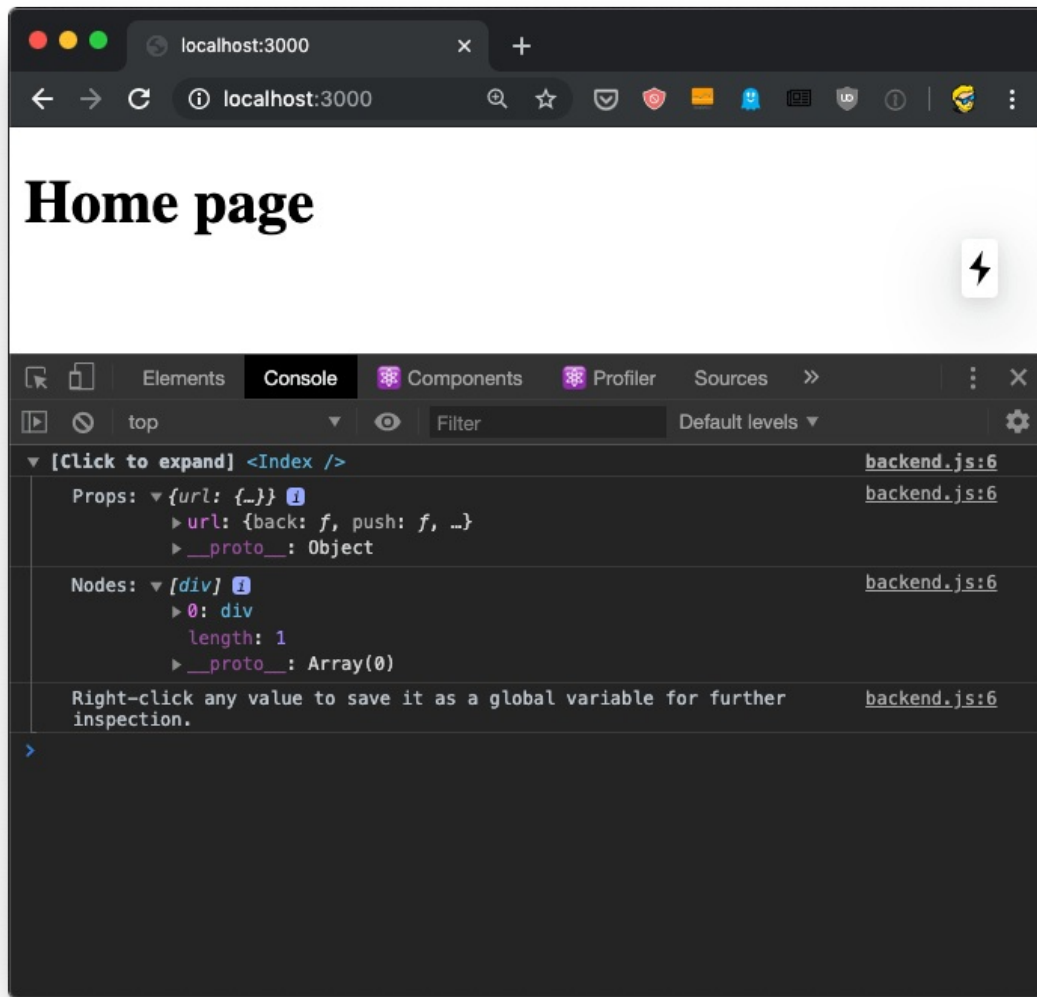 localhost:3000
localhost:3000
Home page
Elements Console Components Profiler Sources »
top Filter Default levels ▼
▼ [Click to expand] <Index /> backend.js:6
Props: ▼ {url: {…}} i backend.js:6
▶ url: {back: ƒ, push: ƒ, …}
▶ __proto__: Object
Nodes: ▼ [div] i backend.js:6
▶ 0: div
length: 1
▶ __proto__: Array(0)
Right-click any value to save it as a global variable for further backend.js:6
inspection.
>